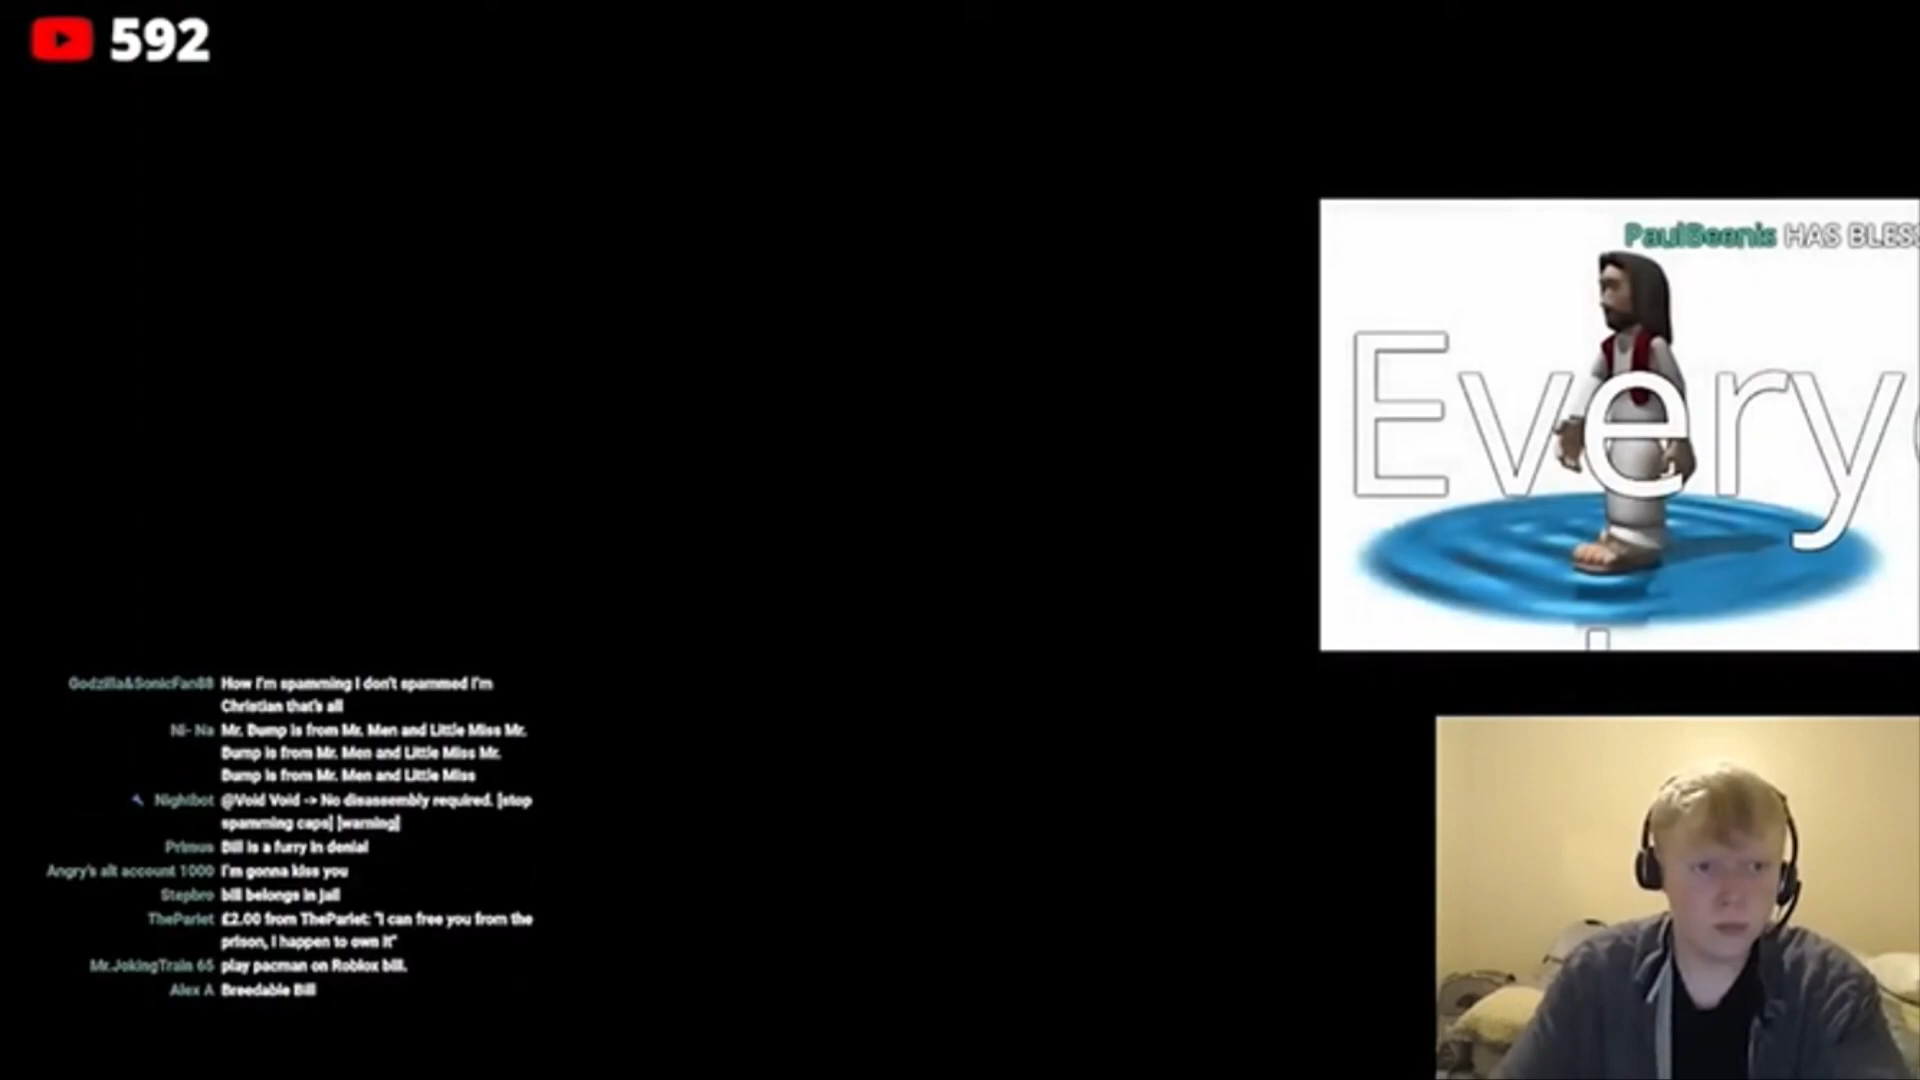 592
PaulBeenis HAS BLESS
Every
Godzilla&SonicFan88 How I'm spamming I don't spammed I'm
Christian that's all
Ni- Na Mr. Bump is from Mr. Men and Little Miss Mr.
Bump is from Mr. Men and Little Miss Mr.
Bump is from Mr. Men and Little Miss
Nightbot @Void Void -> No disassembly required. [stop
spamming caps] [warning]
Primus Bill is a furry in denial
Angry's alt account 1000 I'm gonna kiss you
Stepbro bill belongs in jail
TheParlet £2.00 from TheParlet: "I can free you from the
prison, I happen to own it"
Mr.JokingTrain 65 play pacman on Roblox bill.
Alex A Breedable Bill